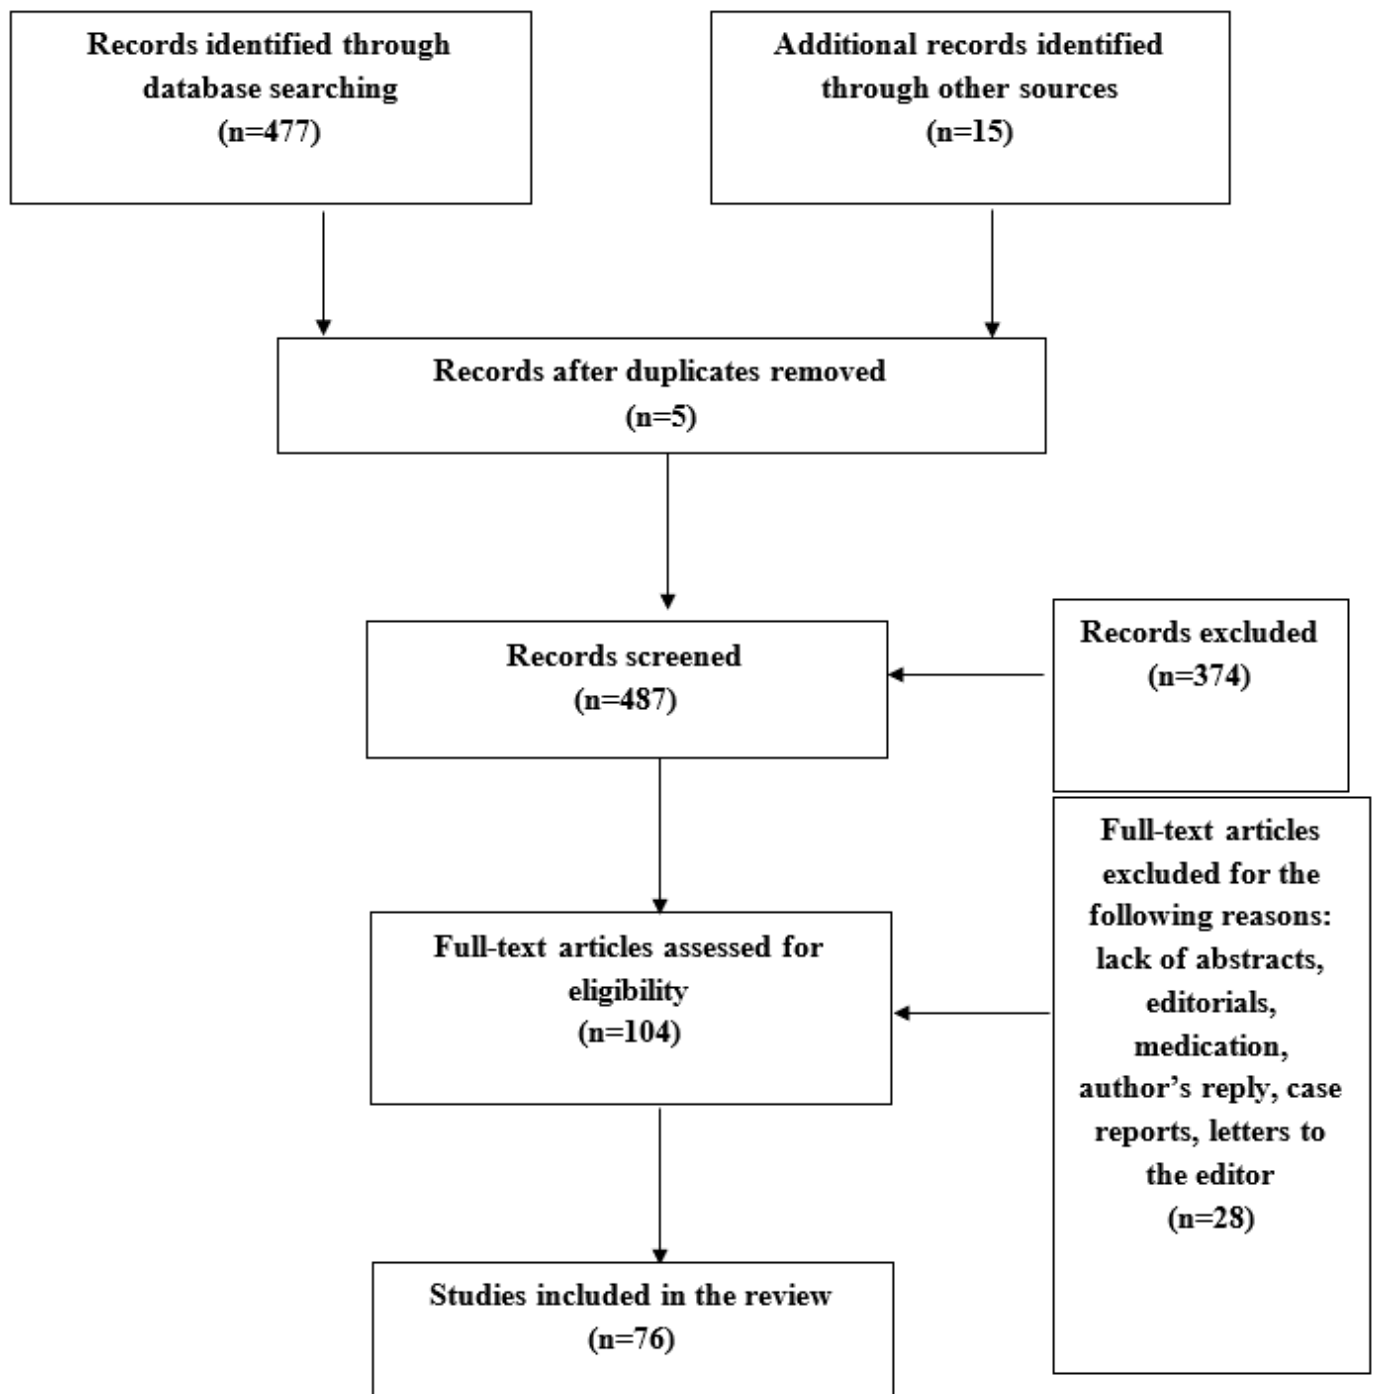 Records identified through
database searching
(n=477)
Additional records identified
through other sources
(n=15)
Records after duplicates removed
(n=5)
Records screened
(n=487)
Records excluded
(n=374)
Full-text articles assessed for
eligibility
(n=104)
Full-text articles
excluded for the
following reasons:
lack of abstracts,
editorials,
medication,
author’s reply, case
reports, letters to
the editor
(n=28)
Studies included in the review
(n=76)